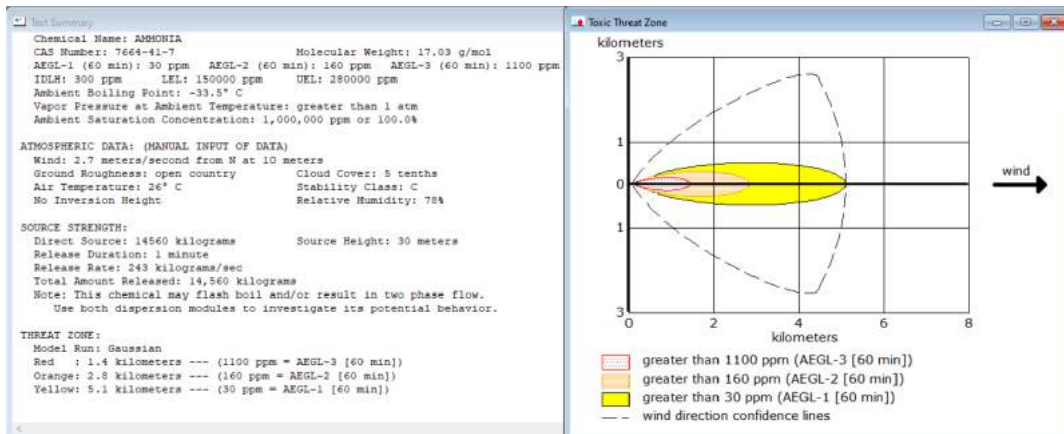 Text Summary
Chemical Name: AMMONIA
CAS Number: 7664-41-7 Molecular Weight: 17.03 g/mol
AEGL-1 (60 min): 30 ppm AEGL-2 (60 min): 160 ppm AEGL-3 (60 min): 1100 ppm
IDLH: 300 ppm LEL: 150000 ppm UEL: 280000 ppm
Ambient Boiling Point: -33.5° C
Vapor Pressure at Ambient Temperature: greater than 1 atm
Ambient Saturation Concentration: 1,000,000 ppm or 100.0%
ATMOSPHERIC DATA: (MANUAL INPUT OF DATA)
Wind: 2.7 meters/second from N at 10 meters
Ground Roughness: open country Cloud Cover: 5 tenths
Air Temperature: 26° C Stability Class: C
No Inversion Height Relative Humidity: 78%
SOURCE STRENGTH:
Direct Source: 14560 kilograms Source Height: 30 meters
Release Duration: 1 minute
Release Rate: 243 kilograms/sec
Total Amount Released: 14,560 kilograms
Note: This chemical may flash boil and/or result in two phase flow.
Use both dispersion modules to investigate its potential behavior.
THREAT ZONE:
Model Run: Gaussian
Red : 1.4 kilometers --- (1100 ppm = AEGL-3 [60 min])
Orange: 2.8 kilometers --- (160 ppm = AEGL-2 [60 min])
Yellow: 5.1 kilometers --- (30 ppm = AEGL-1 [60 min])
Toxic Threat Zone
kilometers
3
1
0
1
3
0 2 4 6 8
kilometers
wind
greater than 1100 ppm (AEGL-3 [60 min])
greater than 160 ppm (AEGL-2 [60 min])
greater than 30 ppm (AEGL-1 [60 min])
wind direction confidence lines